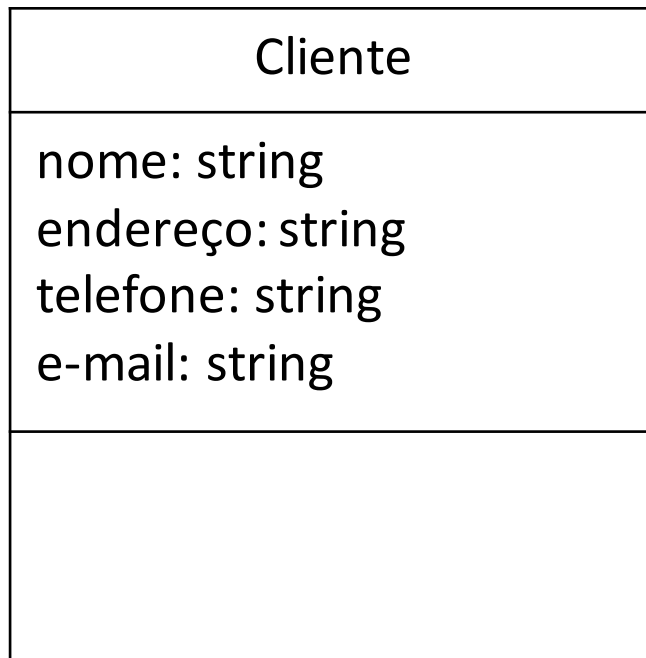 Cliente
nome: string
endereço: string
telefone: string
e-mail: string